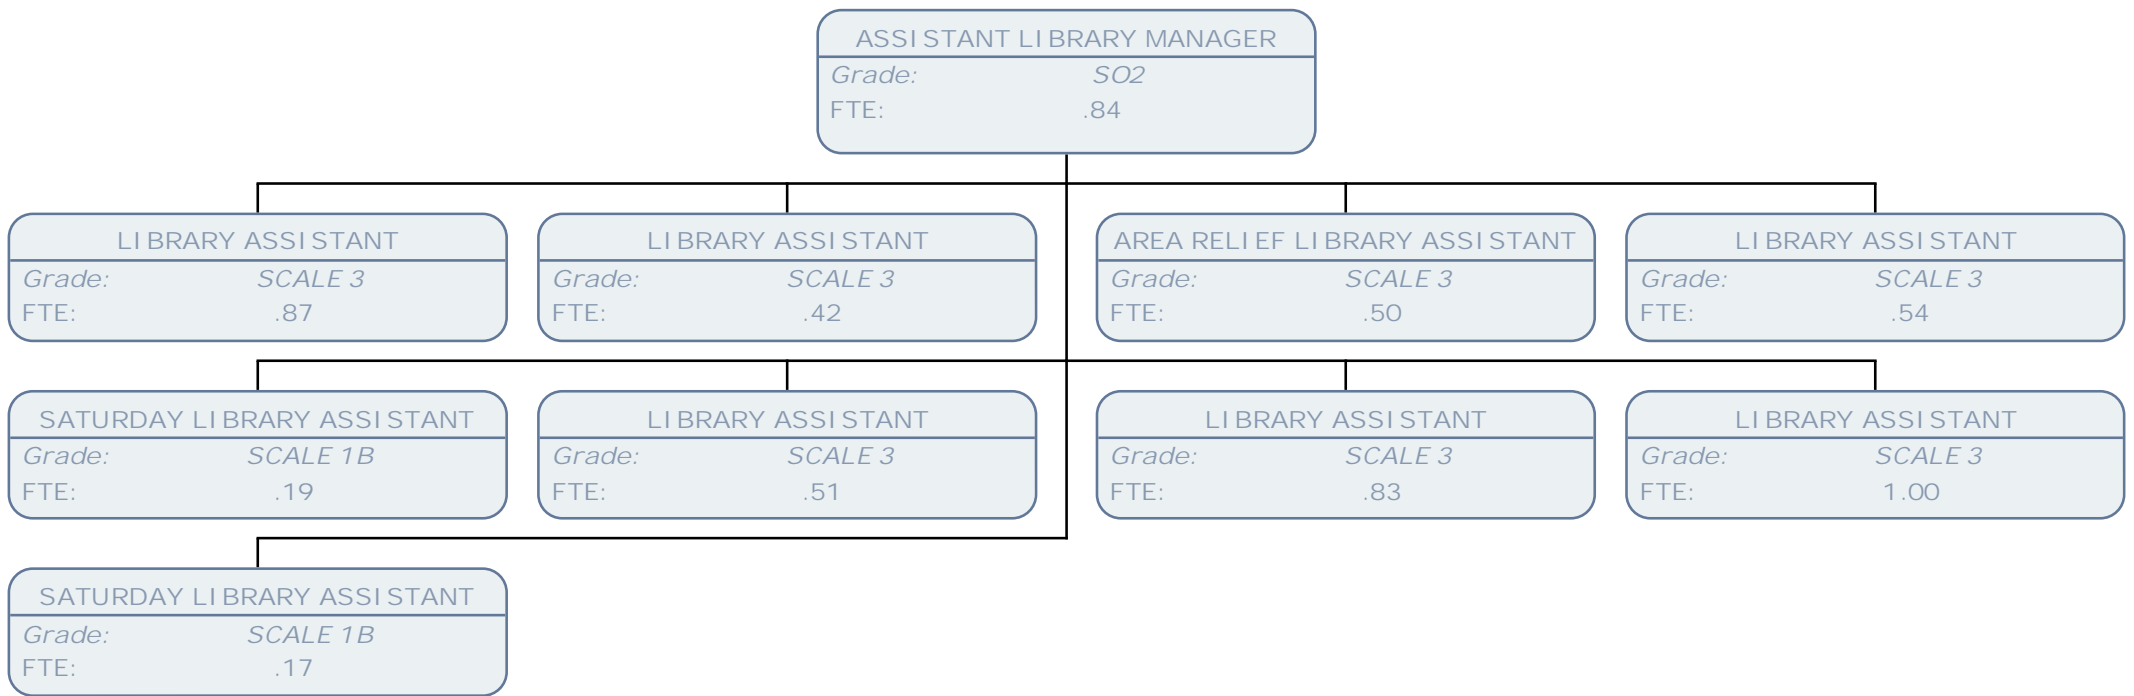 ASSISTANT LIBRARY MANAGER
Grade: SO2
FTE: .84
LIBRARY ASSISTANT
Grade: SCALE 3
FTE: .87
LIBRARY ASSISTANT
Grade: SCALE 3
FTE: .42
AREA RELIEF LIBRARY ASSISTANT
Grade: SCALE 3
FTE: .50
LIBRARY ASSISTANT
Grade: SCALE 3
FTE: .54
SATURDAY LIBRARY ASSISTANT
Grade: SCALE 1B
FTE: .19
LIBRARY ASSISTANT
Grade: SCALE 3
FTE: .51
LIBRARY ASSISTANT
Grade: SCALE 3
FTE: .83
LIBRARY ASSISTANT
Grade: SCALE 3
FTE: 1.00
SATURDAY LIBRARY ASSISTANT
Grade: SCALE 1B
FTE: .17